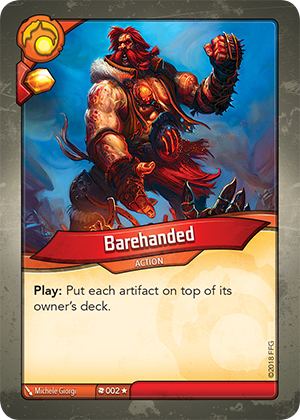 Barehanded
ACTION
Play: Put each artifact on top of its
owner's deck.
©2018 FFG
Michele Giorgi
002